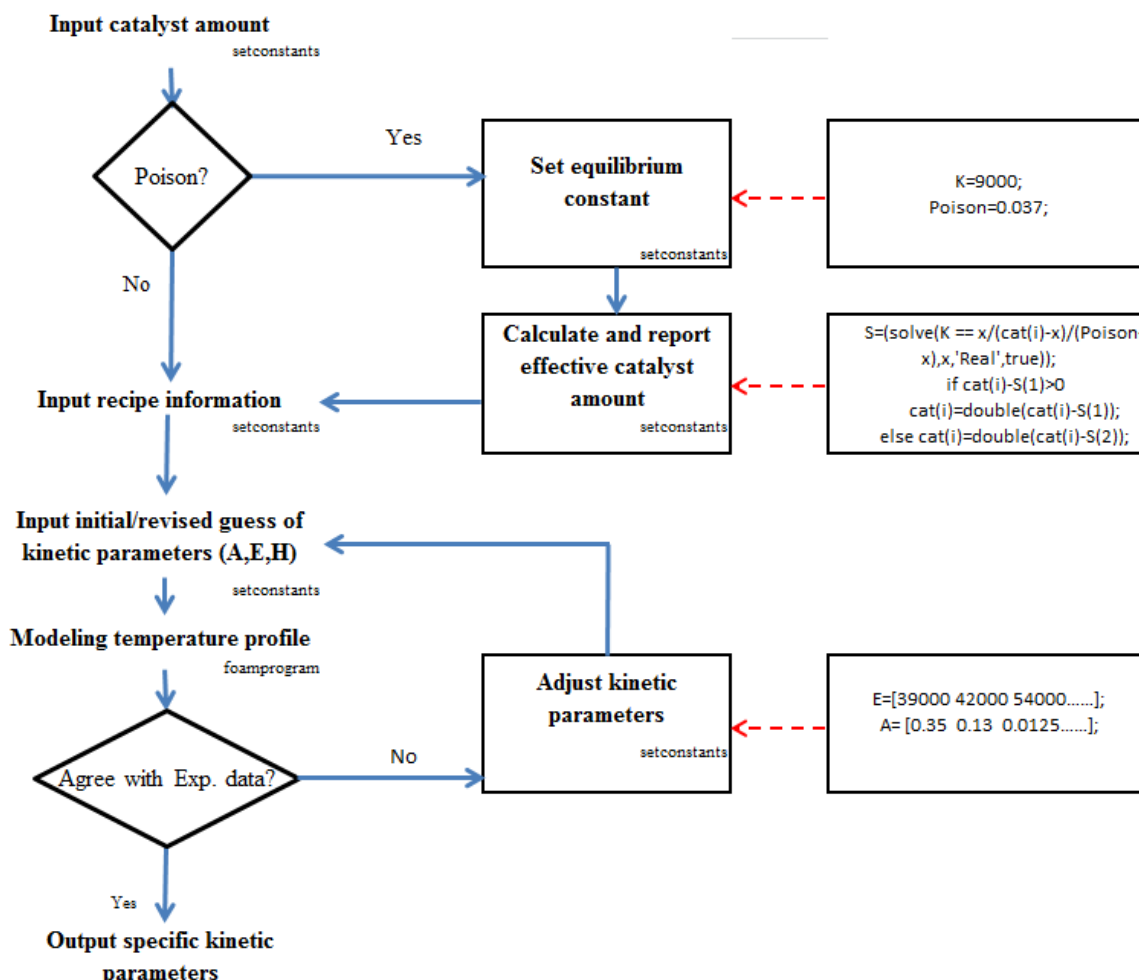 Input catalyst amount
setconstants
Poison?
Yes
No
Set equilibrium
constant
setconstants
K=9000;
Poison=0.037;
Calculate and report
effective catalyst
amount
setconstants
S=(solve(K == x/(cat(i)-x)/(Poison-
x),x,'Real',true));
if cat(i)-S(1)>0
cat(i)=double(cat(i)-S(1));
else cat(i)=double(cat(i)-S(2));
Input recipe information
setconstants
Input initial/revised guess of
kinetic parameters (A,E,H)
setconstants
Modeling temperature profile
foamprogram
Agree with Exp. data?
No
Adjust kinetic
parameters
setconstants
E=[39000 42000 54000......];
A= [0.35 0.13 0.0125......];
Yes
Output specific kinetic
parameters